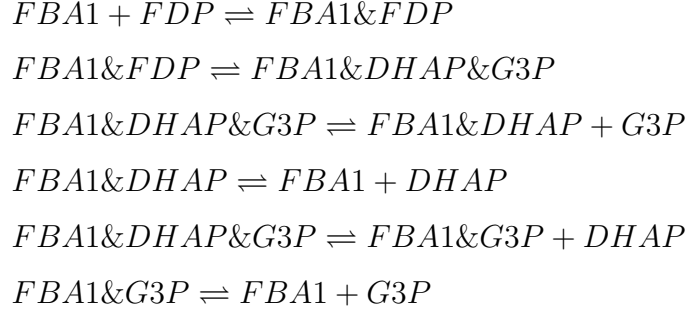 FBA1 + FDP ⇌ FBA1&FDP
FBA1&FDP ⇌ FBA1&DHAP&G3P
FBA1&DHAP&G3P ⇌ FBA1&DHAP + G3P
FBA1&DHAP ⇌ FBA1 + DHAP
FBA1&DHAP&G3P ⇌ FBA1&G3P + DHAP
FBA1&G3P ⇌ FBA1 + G3P